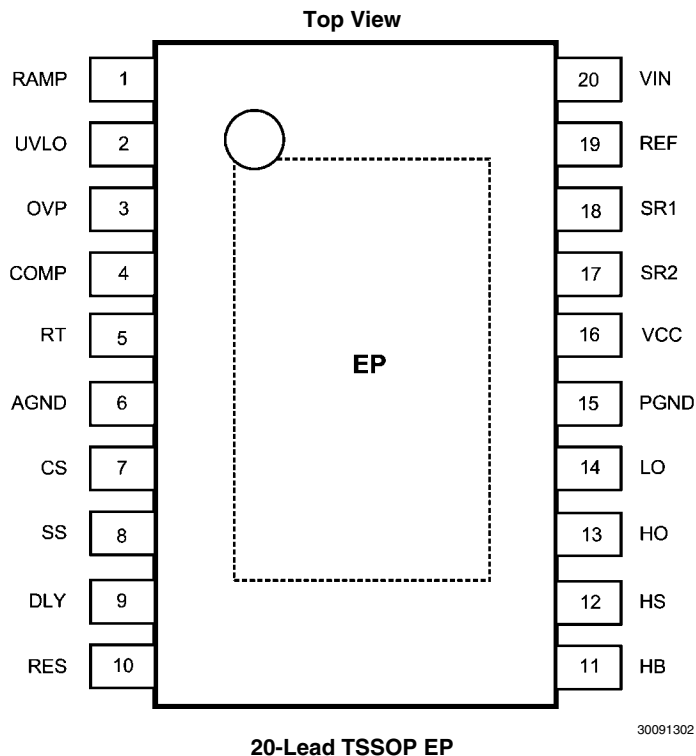 Top View
RAMP 1 20 VIN
UVLO 2 19 REF
OVP 3 18 SR1
COMP 4 17 SR2
RT 5 16 VCC
EP
AGND 6 15 PGND
CS 7 14 LO
SS 8 13 HO
DLY 9 12 HS
RES 10 11 HB
30091302
20-Lead TSSOP EP